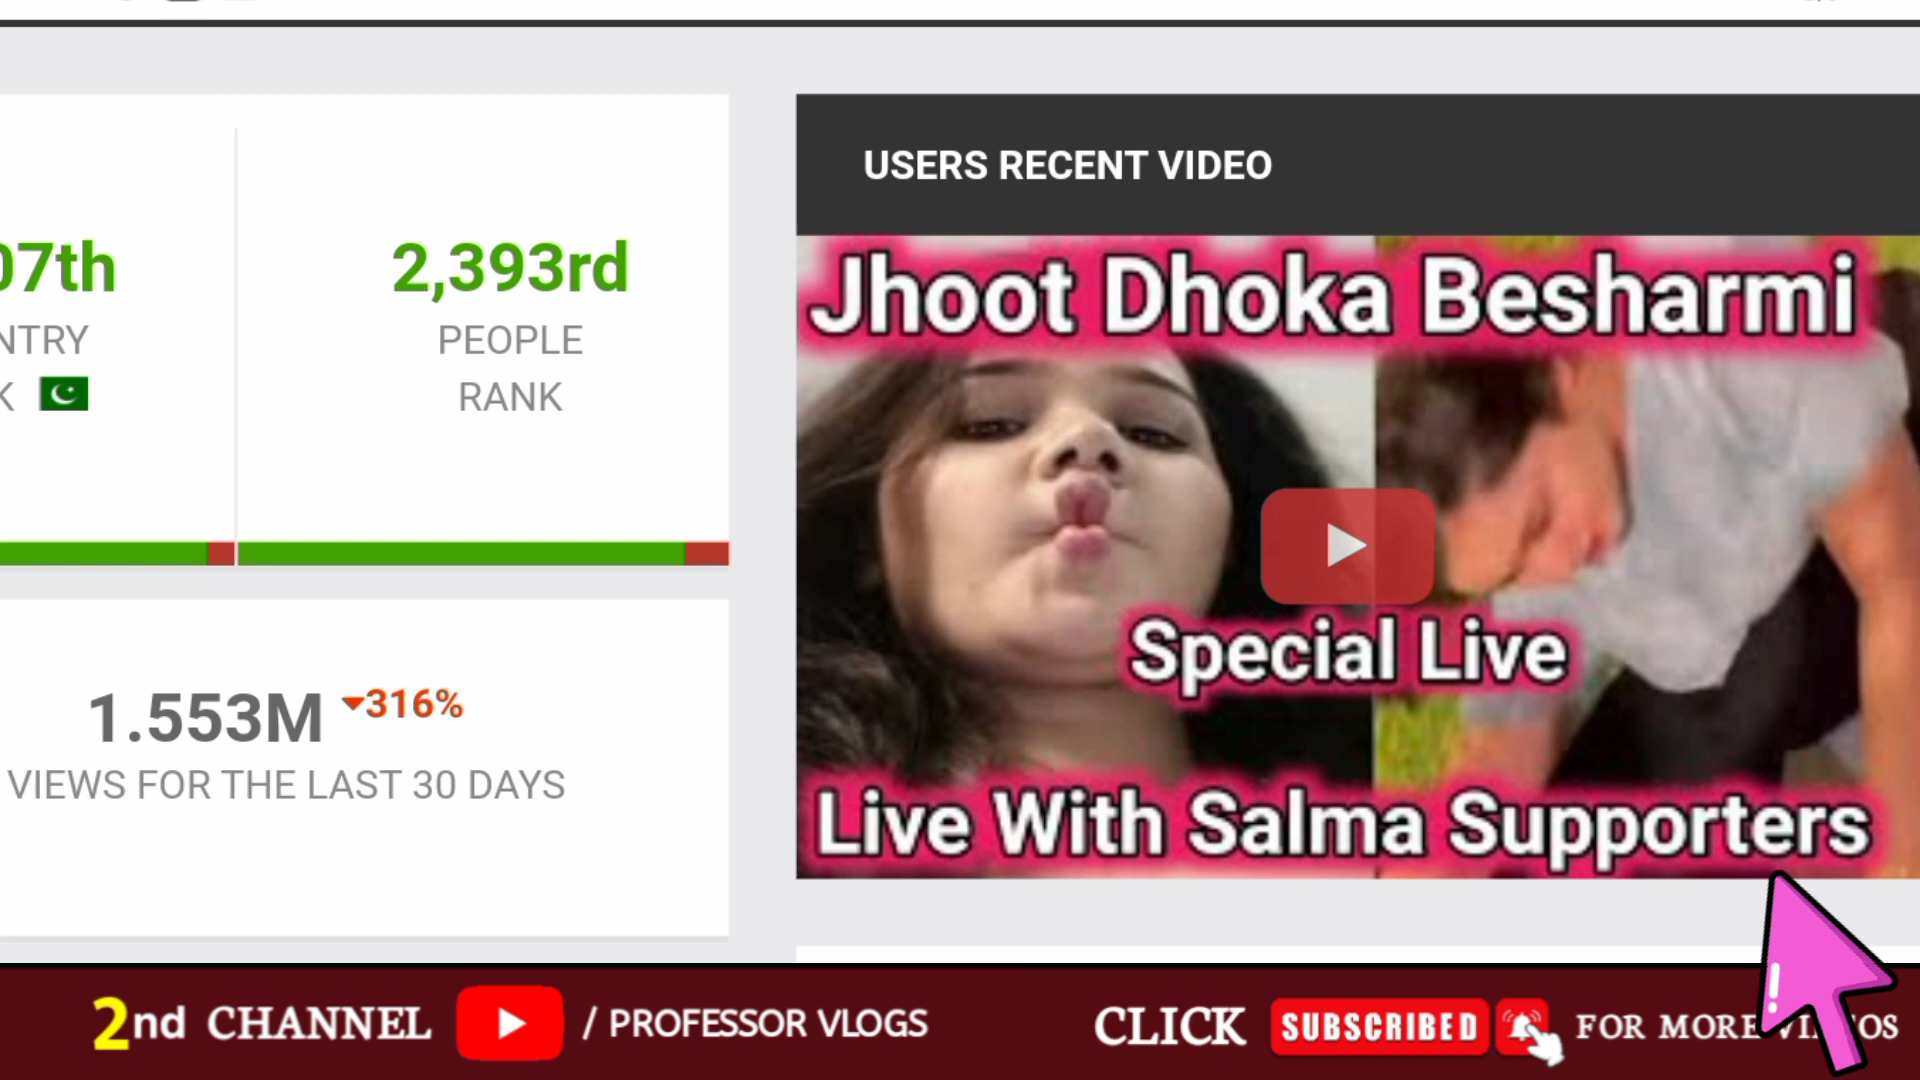 07th
NTRY
K
2,393rd
PEOPLE
RANK
1.553M 316%
VIEWS FOR THE LAST 30 DAYS
USERS RECENT VIDEO
Jhoot Dhoka Besharmi
Special Live
Live With Salma Supporters
2nd CHANNEL / PROFESSOR VLOGS
CLICK SUBSCRIBED FOR MORE